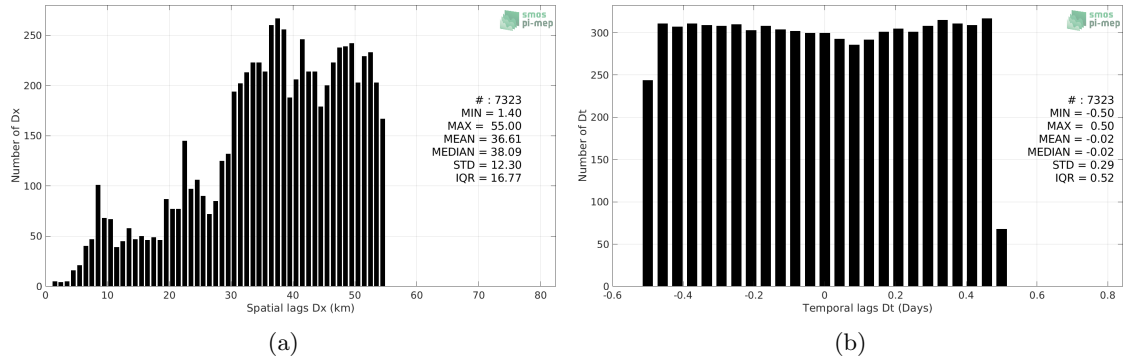 smos
pi-mep
250
200
150
100
50
0
Number of Dx
# : 7323
MIN = 1.40
MAX = 55.00
MEAN = 36.61
MEDIAN = 38.09
STD = 12.30
IQR = 16.77
0 10 20 30 40 50 60 70 80
Spatial lags Dx (km)
(a)
smos
pi-mep
300
250
200
150
100
50
0
Number of Dt
# : 7323
MIN = -0.50
MAX = 0.50
MEAN = -0.02
MEDIAN = -0.02
STD = 0.29
IQR = 0.52
-0.6 -0.4 -0.2 0 0.2 0.4 0.6 0.8
Temporal lags Dt (Days)
(b)